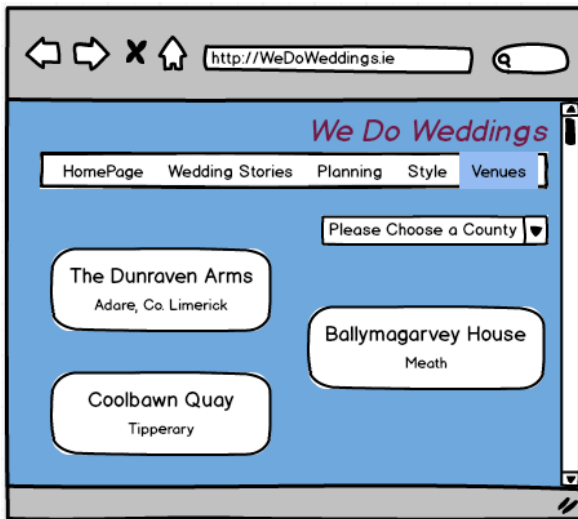 http://WeDoWeddings.ie
We Do Weddings
HomePage Wedding Stories Planning Style Venues
Please Choose a County
The Dunraven Arms
Adare, Co. Limerick
Ballymagarvey House
Meath
Coolbawn Quay
Tipperary